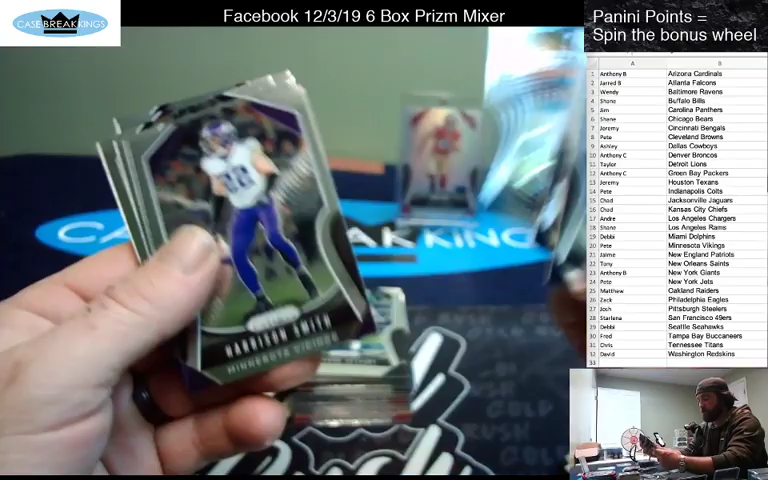 CASE BREAK KINGS
Facebook 12/3/19 6 Box Prizm Mixer
Panini Points =
Spin the bonus wheel
A B
1 Anthony B Arizona Cardinals
2 Jarred B Atlanta Falcons
3 Wendy Baltimore Ravens
4 Shane Buffalo Bills
5 Jim Carolina Panthers
6 Shane Chicago Bears
7 Jeremy Cincinnati Bengals
8 Pete Cleveland Browns
9 Ashley Dallas Cowboys
10 Anthony C Denver Broncos
11 Taylor Detroit Lions
12 Anthony C Green Bay Packers
13 Jeremy Houston Texans
14 Pete Indianapolis Colts
15 Chad Jacksonville Jaguars
16 Chad Kansas City Chiefs
17 Andre Los Angeles Chargers
18 Shane Los Angeles Rams
19 Debbi Miami Dolphins
20 Pete Minnesota Vikings
21 Jaime New England Patriots
22 Tony New Orleans Saints
23 Anthony B New York Giants
24 Pete New York Jets
25 Matthew Oakland Raiders
26 Zack Philadelphia Eagles
27 Josh Pittsburgh Steelers
28 Starlena San Francisco 49ers
29 Debbi Seattle Seahawks
30 Fred Tampa Bay Buccaneers
31 Chris Tennessee Titans
32 David Washington Redskins
33
BREAK KING
HARRISON SMITH
MINNESOTA VIKINGS
RUSH
GOLD